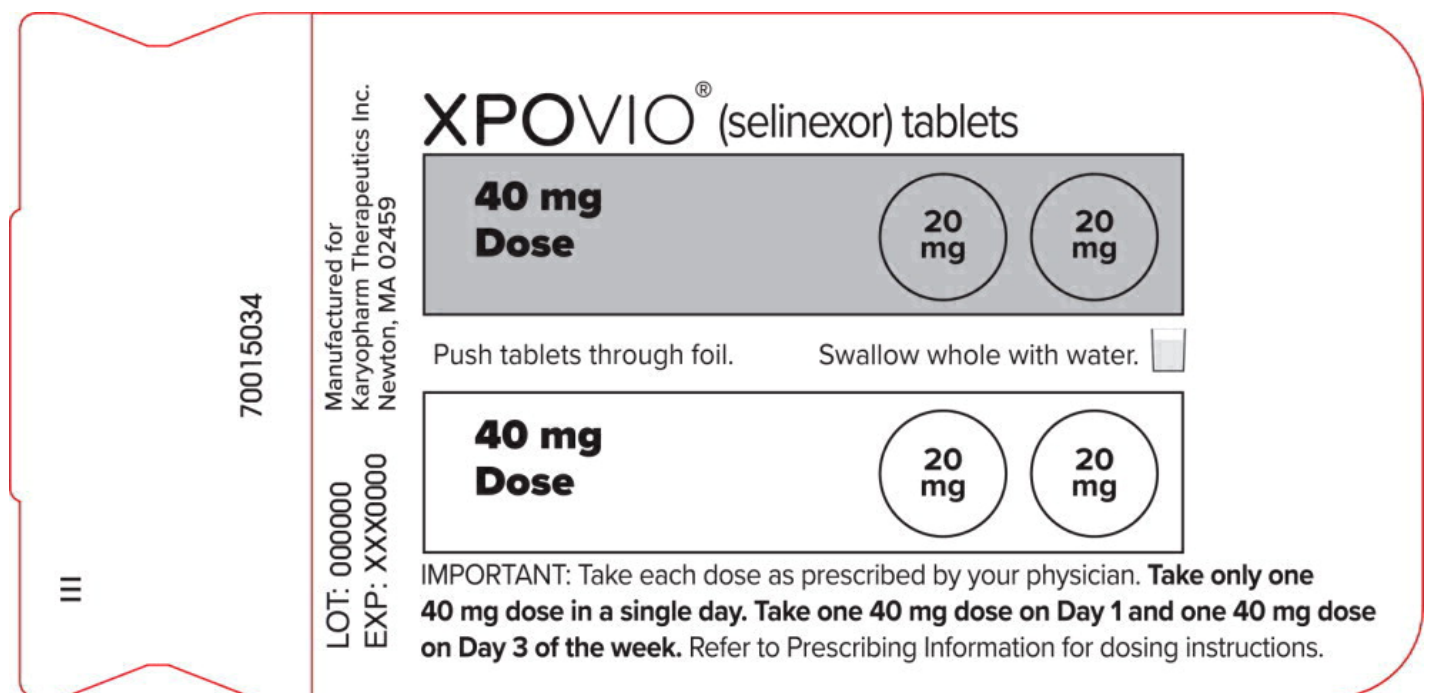 70015034
III
Manufactured for
Karyopharm Therapeutics Inc.
Newton, MA 02459
LOT: 000000
EXP: XXX0000
XPOVIO® (selinexor) tablets
40 mg
Dose
20
mg
20
mg
Push tablets through foil. Swallow whole with water.
40 mg
Dose
20
mg
20
mg
IMPORTANT: Take each dose as prescribed by your physician. Take only one
40 mg dose in a single day. Take one 40 mg dose on Day 1 and one 40 mg dose
on Day 3 of the week. Refer to Prescribing Information for dosing instructions.